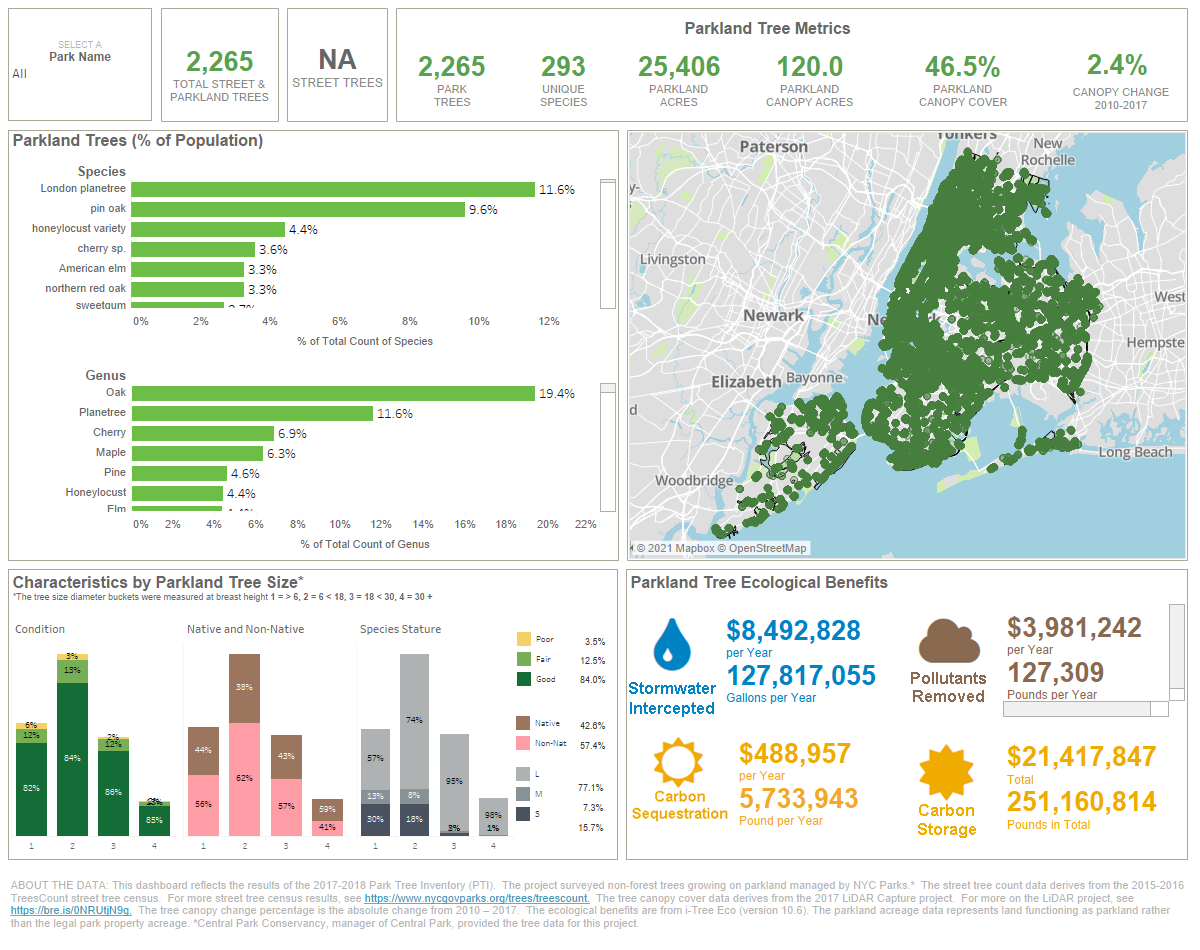 SELECT A
Park Name
All
2,265
TOTAL STREET &
PARKLAND TREES
NA
STREET TREES
Parkland Tree Metrics
2,265
PARK
TREES
293
UNIQUE
SPECIES
25,406
PARKLAND
ACRES
120.0
PARKLAND
CANOPY ACRES
46.5%
PARKLAND
CANOPY COVER
2.4%
CANOPY CHANGE
2010-2017
Parkland Trees (% of Population)
Species
London planetree 11.6%
pin oak 9.6%
honeylocust variety 4.4%
cherry sp. 3.6%
American elm 3.3%
northern red oak 3.3%
sweetgum
0% 2% 4% 6% 8% 10% 12%
% of Total Count of Species
Genus
Oak 19.4%
Planetree 11.6%
Cherry 6.9%
Maple 6.3%
Pine 4.6%
Honeylocust 4.4%
Elm
0% 2% 4% 6% 8% 10% 12% 14% 16% 18% 20% 22%
% of Total Count of Genus
Yonkers
Paterson
New
Rochelle
y-
Livingston
West
Newark
Ne
k
Hempste
Elizabeth
Bayonne
d
Long Beach
Woodbridge
© 2021 Mapbox © OpenStreetMap
Characteristics by Parkland Tree Size*
*The tree size diameter buckets were measured at breast height 1 = > 6, 2 = 6 < 18, 3 = 18 < 30, 4 = 30 +
Condition
6%
12%
82%
3%
13%
84%
2%
12%
86%
85%
1 2 3 4
Native and Non-Native
44%
56%
38%
62%
43%
57%
59%
41%
1 2 3 4
Species Stature
57%
13%
30%
74%
8%
18%
95%
3%
98%
1%
1 2 3 4
Poor 3.5%
Fair 12.5%
Good 84.0%
Native 42.6%
Non-Nat 57.4%
L
77.1%
M
7.3%
S
15.7%
Parkland Tree Ecological Benefits
Stormwater
Intercepted
$8,492,828
per Year
127,817,055
Gallons per Year
Pollutants
Removed
$3,981,242
per Year
127,309
Pounds per Year
Carbon
Sequestration
$488,957
per Year
5,733,943
Pound per Year
Carbon
Storage
$21,417,847
Total
251,160,814
Pounds in Total
ABOUT THE DATA: This dashboard reflects the results of the 2017-2018 Park Tree Inventory (PTI). The project surveyed non-forest trees growing on parkland managed by NYC Parks.* The street tree count data derives from the 2015-2016
TreesCount street tree census. For more street tree census results, see https://www.nycgovparks.org/trees/treescount. The tree canopy cover data derives from the 2017 LiDAR Capture project. For more on the LiDAR project, see
https://bre.is/0NRUtjN9g. The tree canopy change percentage is the absolute change from 2010 – 2017. The ecological benefits are from i-Tree Eco (version 10.6). The parkland acreage data represents land functioning as parkland rather
than the legal park property acreage. *Central Park Conservancy, manager of Central Park, provided the tree data for this project.